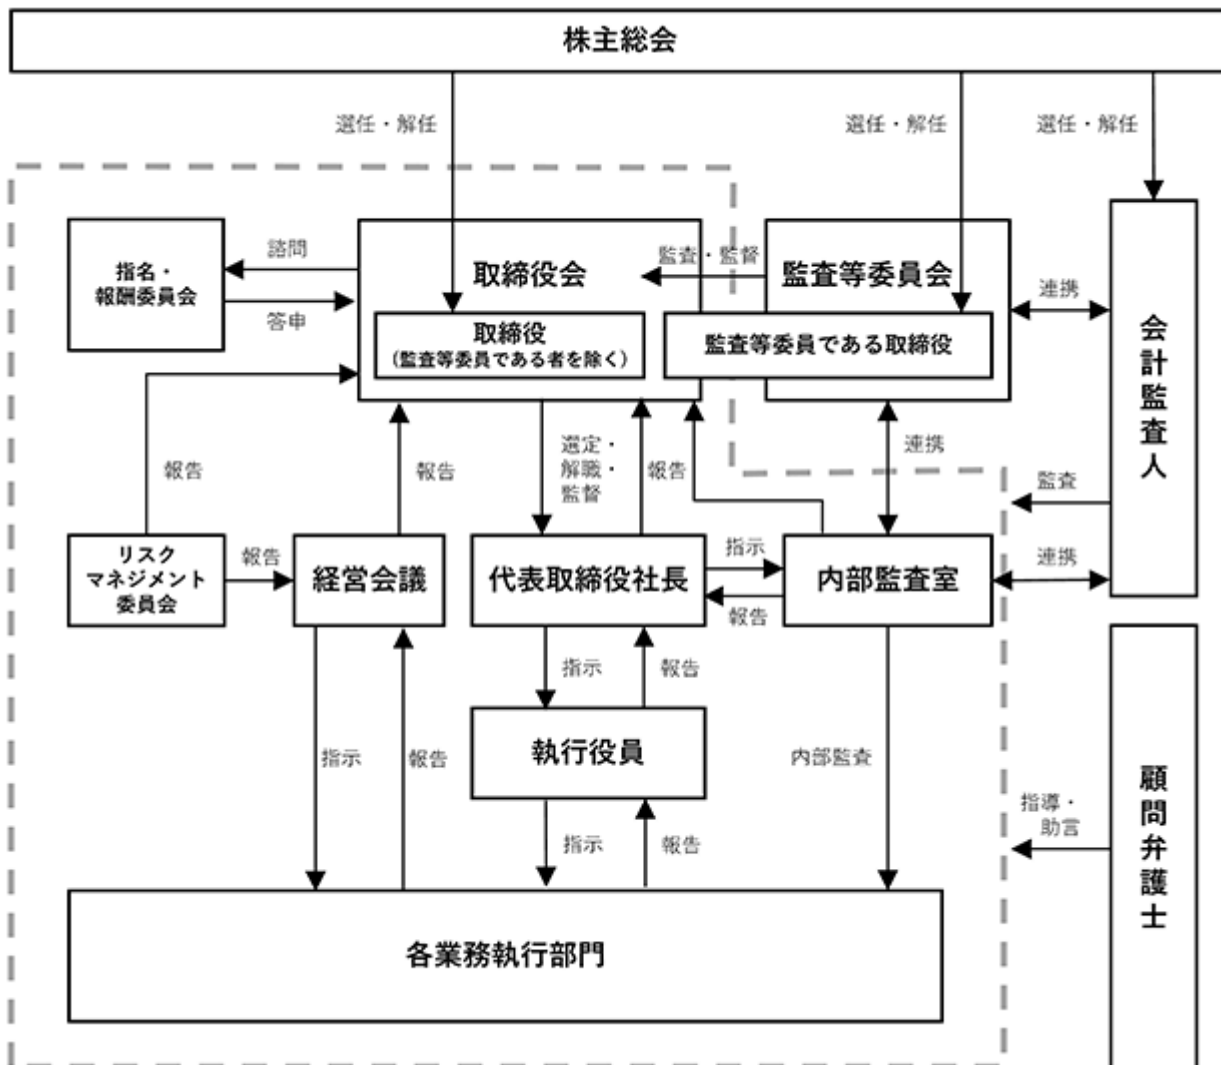 株主総会
選任・解任
選任・解任
選任・解任
指名・
報酬委員会
諮問
答申
取締役会
取締役
（監査等委員である者を除く）
監査・監督
監査等委員会
監査等委員である取締役
連携
会計監査人
報告
報告
選定・
解職・
監督
報告
連携
監査
リスク
マネジメント
委員会
報告
経営会議
代表取締役社長
指示
報告
内部監査室
連携
指示
報告
指示
報告
執行役員
内部監査
指示
報告
指導・
助言
顧問弁護士
各業務執行部門